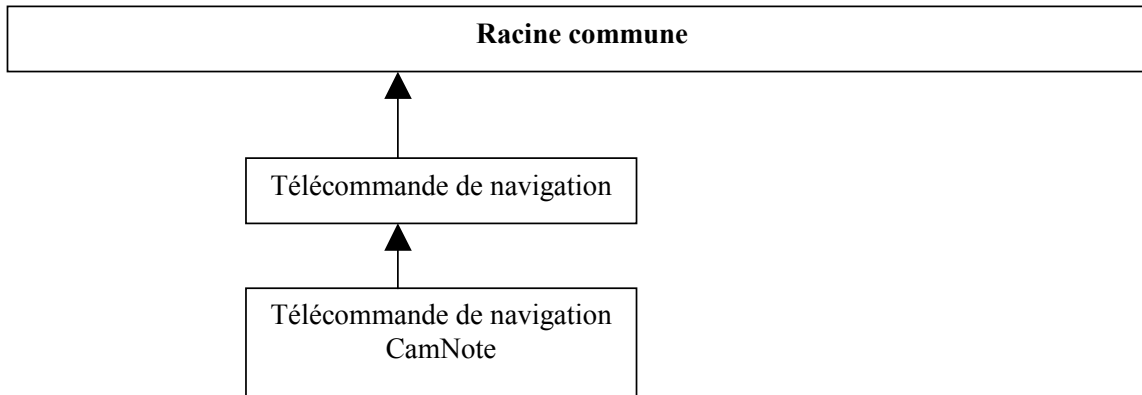 Racine commune
Télécommande de navigation
Télécommande de navigation
CamNote